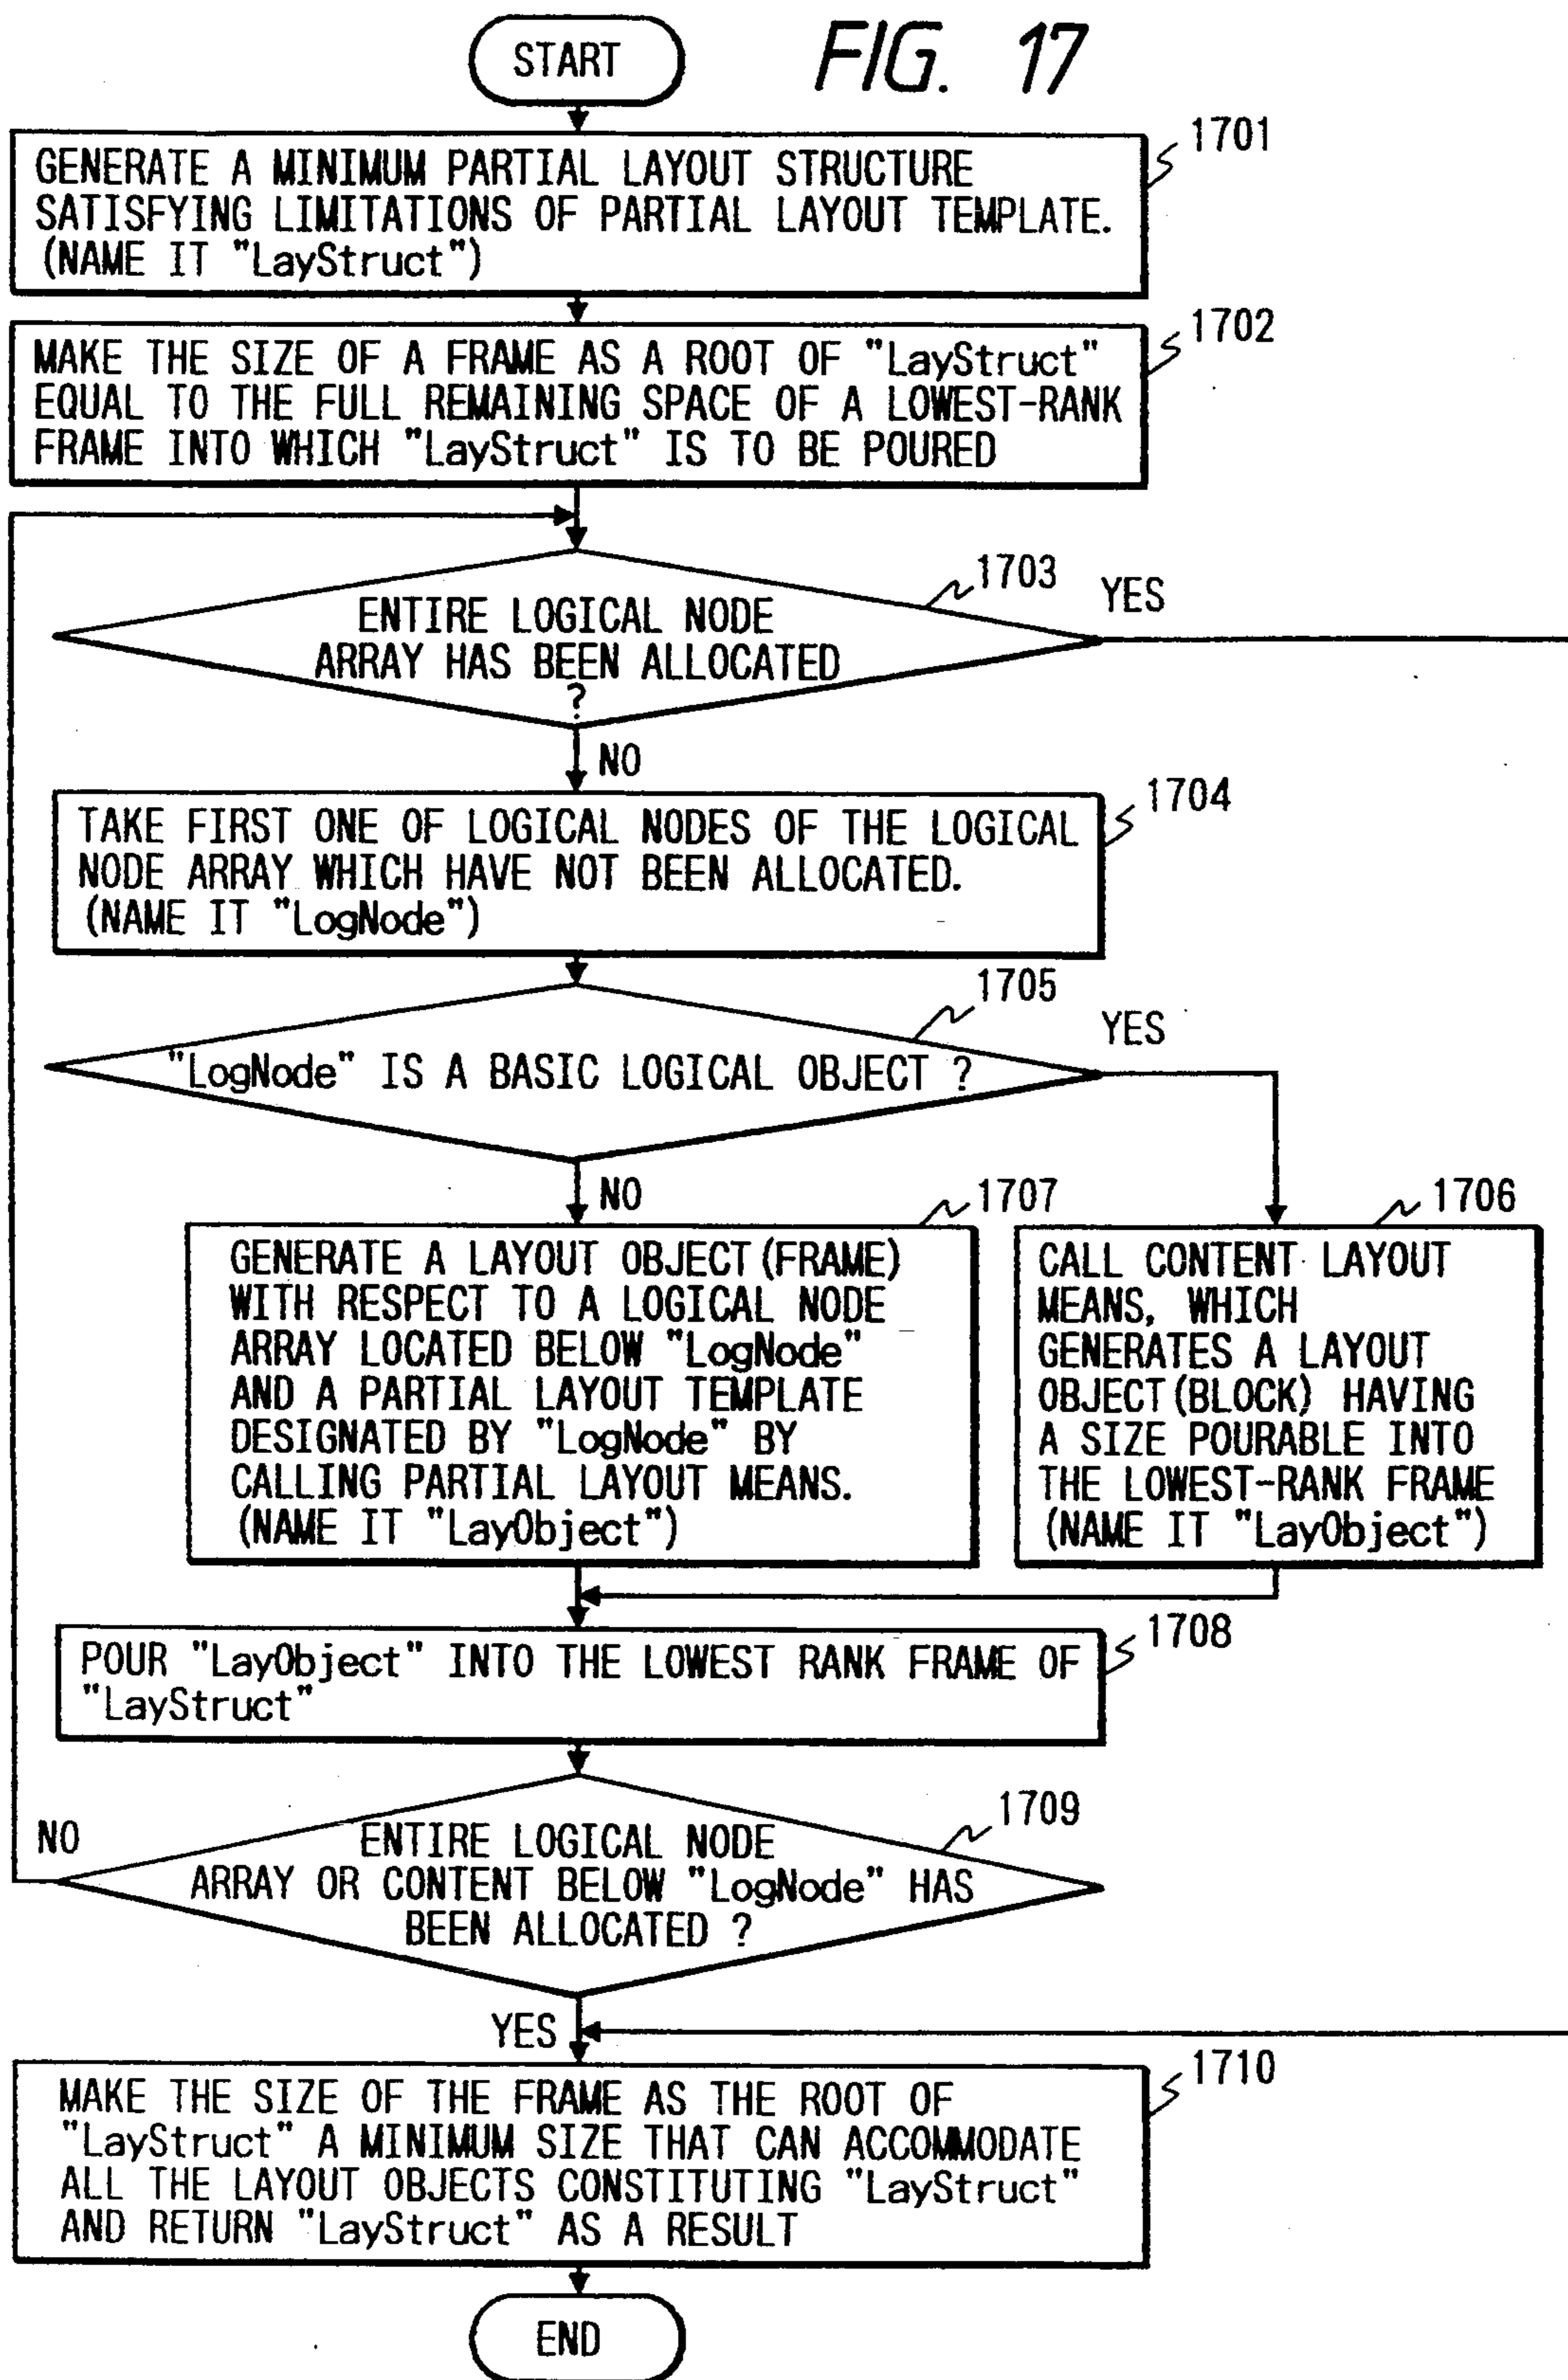 START
FIG. 17
1701
GENERATE A MINIMUM PARTIAL LAYOUT STRUCTURE
SATISFYING LIMITATIONS OF PARTIAL LAYOUT TEMPLATE.
(NAME IT "LayStruct")
1702
MAKE THE SIZE OF A FRAME AS A ROOT OF "LayStruct"
EQUAL TO THE FULL REMAINING SPACE OF A LOWEST-RANK
FRAME INTO WHICH "LayStruct" IS TO BE POURED
1703
YES
ENTIRE LOGICAL NODE
ARRAY HAS BEEN ALLOCATED
?
NO
1704
TAKE FIRST ONE OF LOGICAL NODES OF THE LOGICAL
NODE ARRAY WHICH HAVE NOT BEEN ALLOCATED.
(NAME IT "LogNode")
1705
YES
"LogNode" IS A BASIC LOGICAL OBJECT ?
NO
1707
GENERATE A LAYOUT OBJECT (FRAME)
WITH RESPECT TO A LOGICAL NODE
ARRAY LOCATED BELOW "LogNode"
AND A PARTIAL LAYOUT TEMPLATE
DESIGNATED BY "LogNode" BY
CALLING PARTIAL LAYOUT MEANS.
(NAME IT "LayObject")
1706
CALL CONTENT LAYOUT
MEANS, WHICH
GENERATES A LAYOUT
OBJECT (BLOCK) HAVING
A SIZE POURABLE INTO
THE LOWEST-RANK FRAME
(NAME IT "LayObject")
1708
POUR "LayObject" INTO THE LOWEST RANK FRAME OF
"LayStruct"
1709
NO
ENTIRE LOGICAL NODE
ARRAY OR CONTENT BELOW "LogNode" HAS
BEEN ALLOCATED ?
YES
1710
MAKE THE SIZE OF THE FRAME AS THE ROOT OF
"LayStruct" A MINIMUM SIZE THAT CAN ACCOMMODATE
ALL THE LAYOUT OBJECTS CONSTITUTING "LayStruct"
AND RETURN "LayStruct" AS A RESULT
END